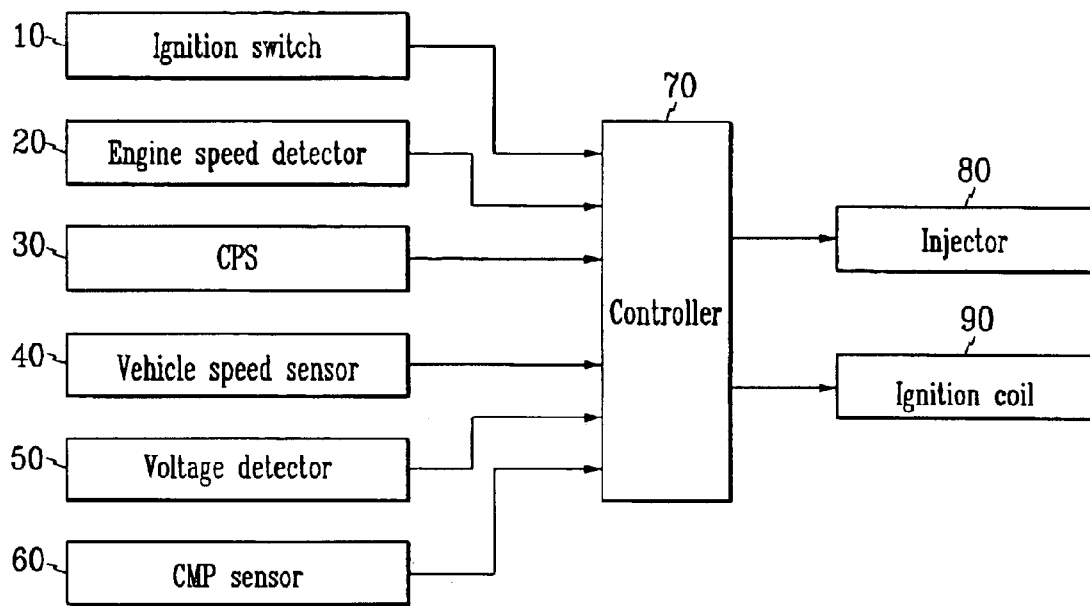 10 Ignition switch
20 Engine speed detector
30 CPS
40 Vehicle speed sensor
50 Voltage detector
60 CMP sensor
70
Controller
80
Injector
90
Ignition coil